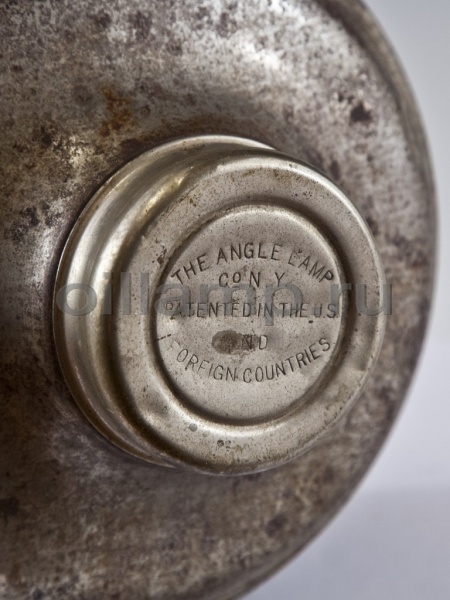 THE ANGLE LAMP
Co N.Y.
PATENTED IN THE U.S.
AND
FOREIGN COUNTRIES
oillamp.ru